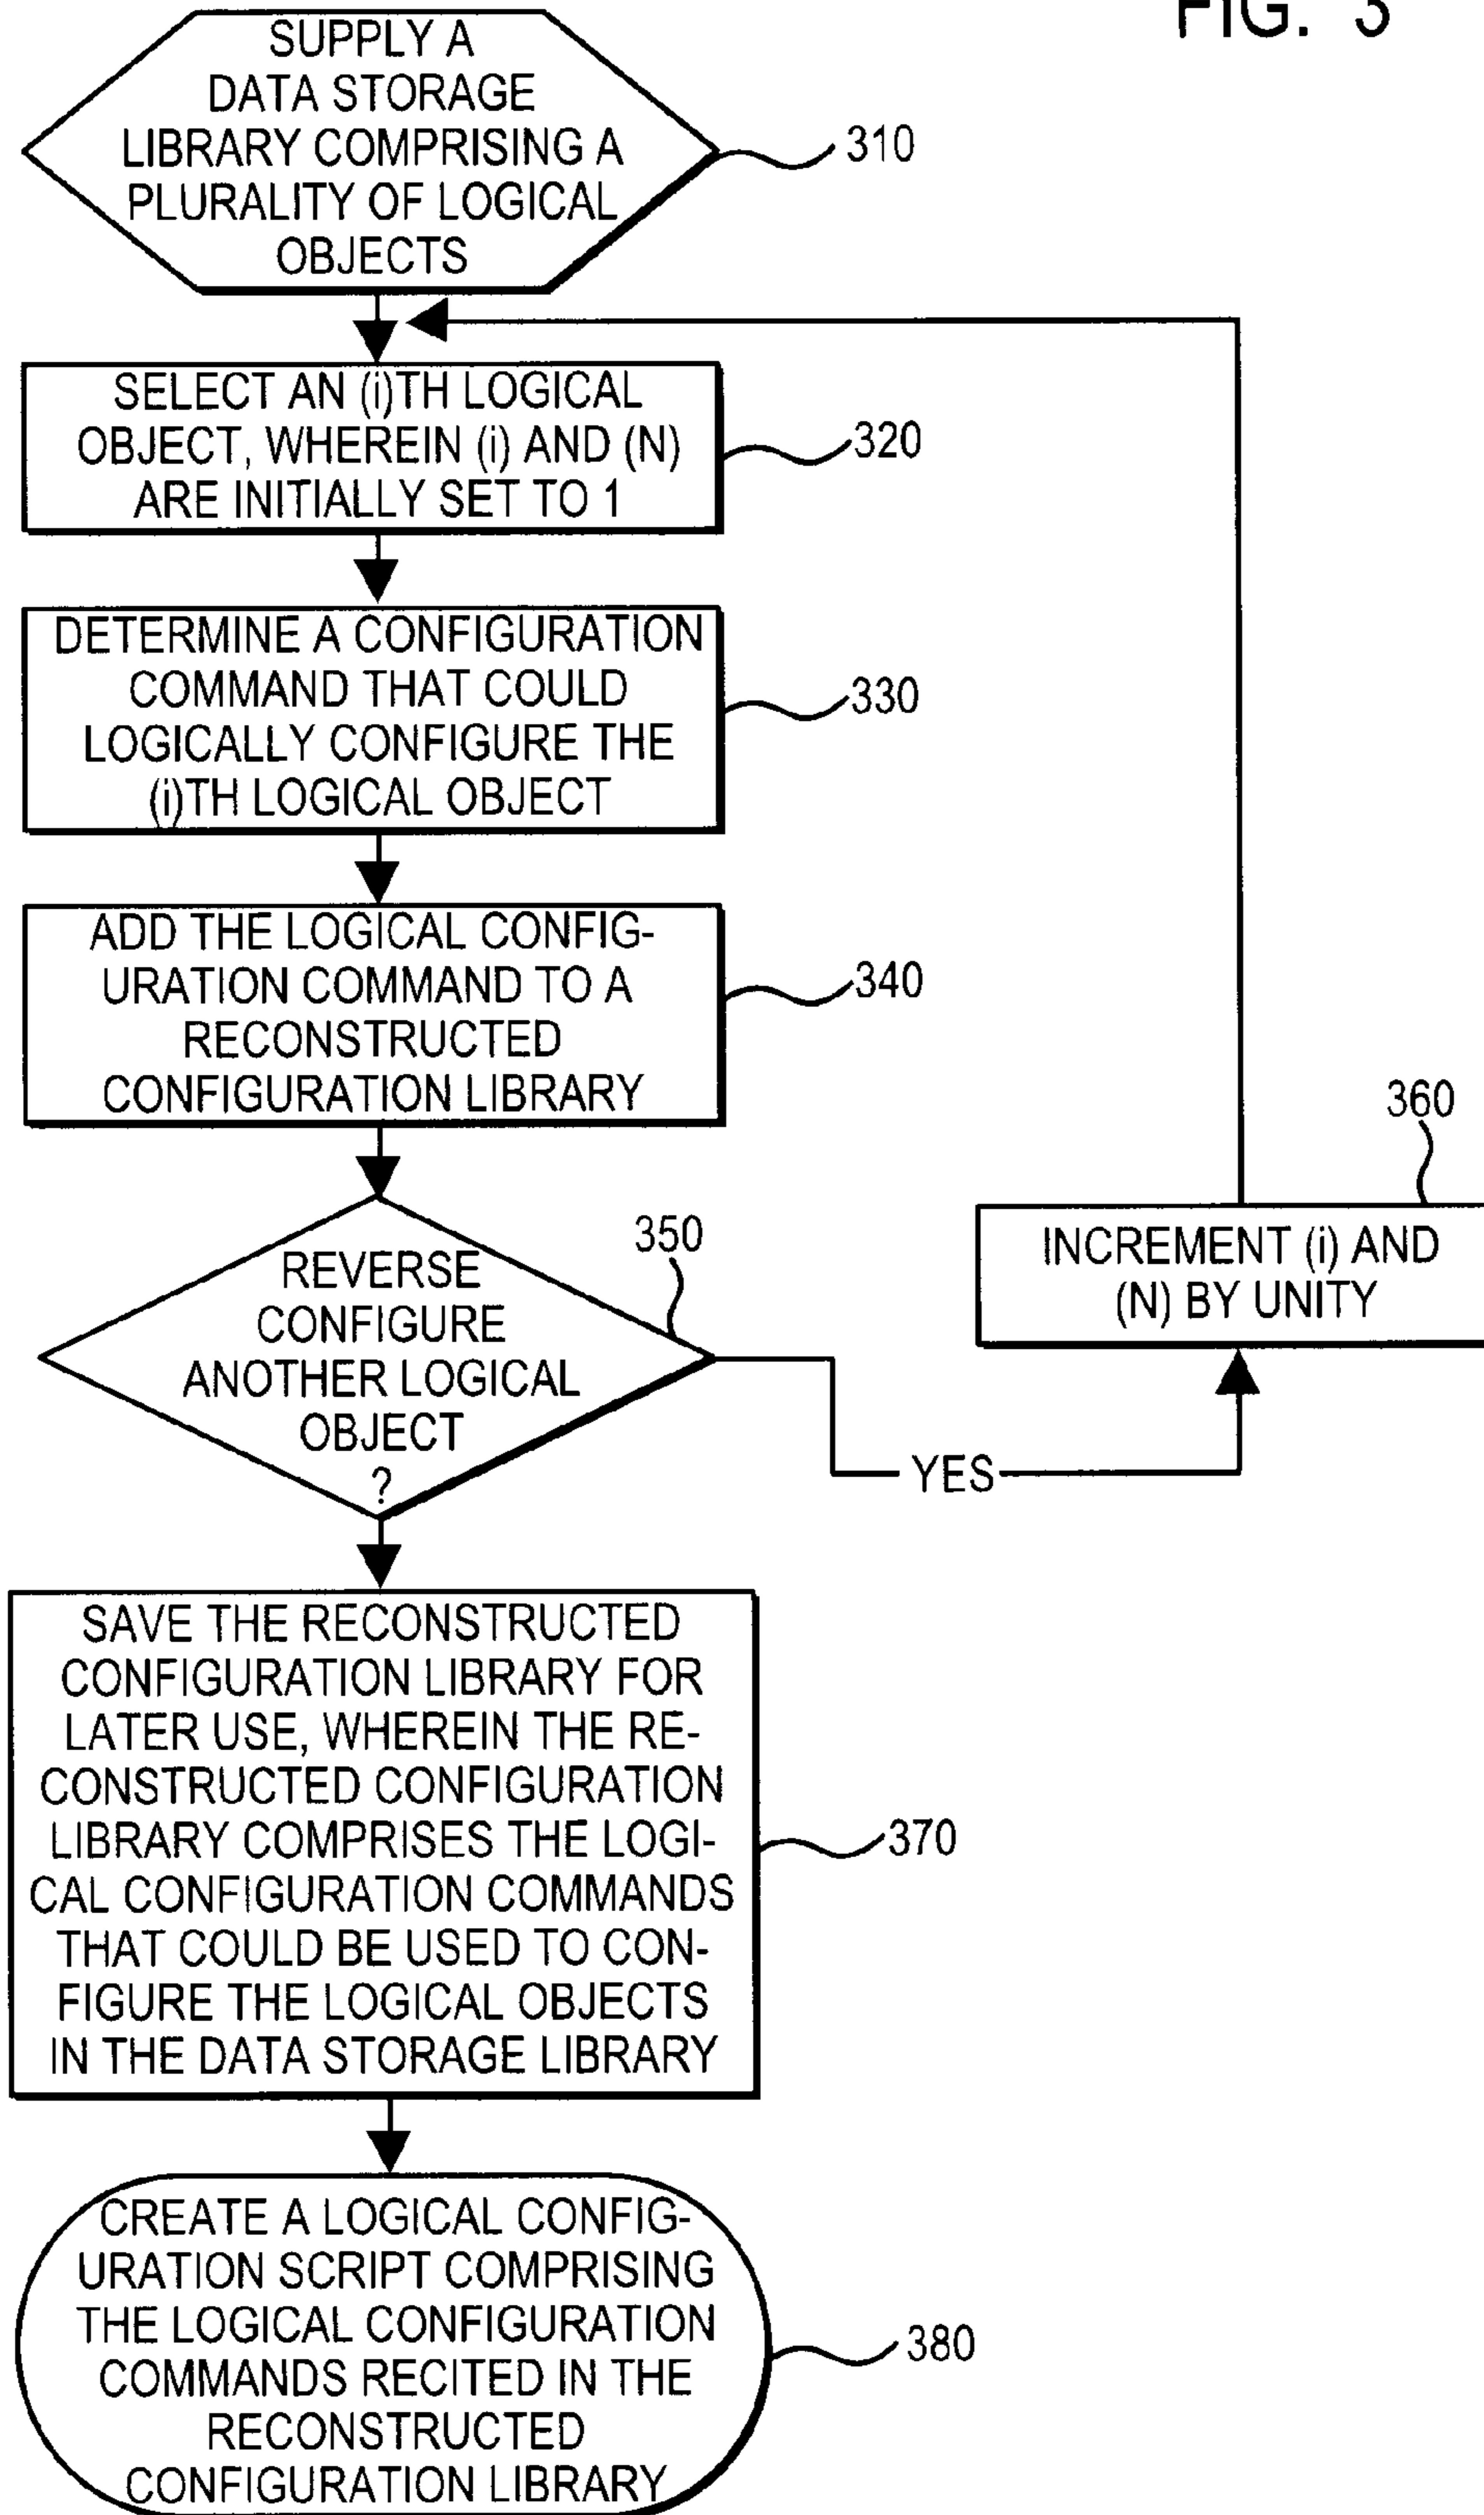 FIG. 3
SUPPLY A
DATA STORAGE
LIBRARY COMPRISING A
PLURALITY OF LOGICAL
OBJECTS
310
SELECT AN (i)TH LOGICAL
OBJECT, WHEREIN (i) AND (N)
ARE INITIALLY SET TO 1
320
DETERMINE A CONFIGURATION
COMMAND THAT COULD
LOGICALLY CONFIGURE THE
(i)TH LOGICAL OBJECT
330
ADD THE LOGICAL CONFIG-
URATION COMMAND TO A
RECONSTRUCTED
CONFIGURATION LIBRARY
340
REVERSE
CONFIGURE
ANOTHER LOGICAL
OBJECT
?
350
YES
360
INCREMENT (i) AND
(N) BY UNITY
SAVE THE RECONSTRUCTED
CONFIGURATION LIBRARY FOR
LATER USE, WHEREIN THE RE-
CONSTRUCTED CONFIGURATION
LIBRARY COMPRISES THE LOGI-
CAL CONFIGURATION COMMANDS
THAT COULD BE USED TO CON-
FIGURE THE LOGICAL OBJECTS
IN THE DATA STORAGE LIBRARY
370
CREATE A LOGICAL CONFIG-
URATION SCRIPT COMPRISING
THE LOGICAL CONFIGURATION
COMMANDS RECITED IN THE
RECONSTRUCTED
CONFIGURATION LIBRARY
380